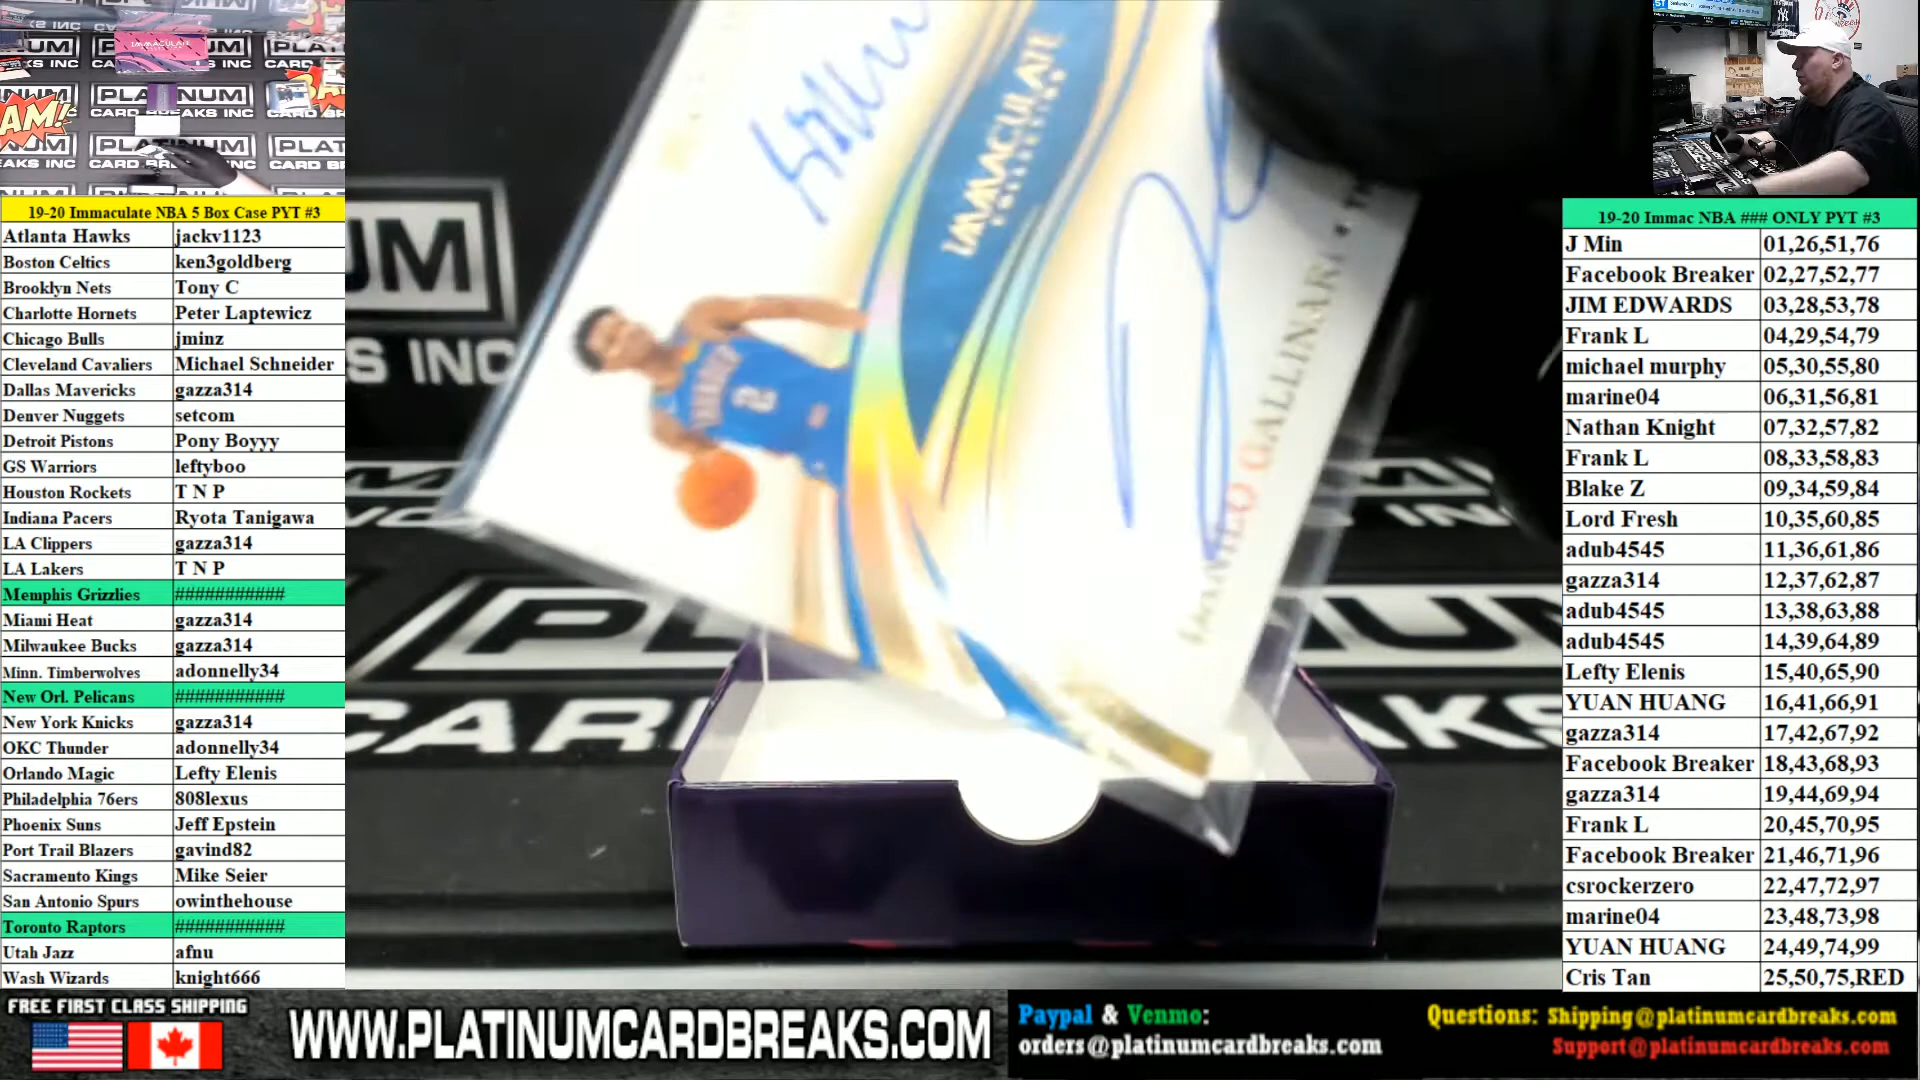 19-20 Immaculate NBA 5 Box Case PYT #3
Atlanta Hawks jackv1123
Boston Celtics ken3goldberg
Brooklyn Nets Tony C
Charlotte Hornets Peter Laptewicz
Chicago Bulls jminz
Cleveland Cavaliers Michael Schneider
Dallas Mavericks gazza314
Denver Nuggets setcom
Detroit Pistons Pony Boyyy
GS Warriors leftyboo
Houston Rockets T N P
Indiana Pacers Ryota Tanigawa
LA Clippers gazza314
LA Lakers T N P
Memphis Grizzlies ###########
Miami Heat gazza314
Milwaukee Bucks gazza314
Minn. Timberwolves adonnelly34
New Orl. Pelicans ###########
New York Knicks gazza314
OKC Thunder adonnelly34
Orlando Magic Lefty Elenis
Philadelphia 76ers 808lexus
Phoenix Suns Jeff Epstein
Port Trail Blazers gavind82
Sacramento Kings Mike Seier
San Antonio Spurs owinthehouse
Toronto Raptors ###########
Utah Jazz afnu
Wash Wizards knight666
IMMACULATE
COLLECTION
THUNDER
2
DANILO GALLINARI
19-20 Immac NBA ### ONLY PYT #3
J Min 01,26,51,76
Facebook Breaker 02,27,52,77
JIM EDWARDS 03,28,53,78
Frank L 04,29,54,79
michael murphy 05,30,55,80
marine04 06,31,56,81
Nathan Knight 07,32,57,82
Frank L 08,33,58,83
Blake Z 09,34,59,84
Lord Fresh 10,35,60,85
adub4545 11,36,61,86
gazza314 12,37,62,87
adub4545 13,38,63,88
adub4545 14,39,64,89
Lefty Elenis 15,40,65,90
YUAN HUANG 16,41,66,91
gazza314 17,42,67,92
Facebook Breaker 18,43,68,93
gazza314 19,44,69,94
Frank L 20,45,70,95
Facebook Breaker 21,46,71,96
csrockerzero 22,47,72,97
marine04 23,48,73,98
YUAN HUANG 24,49,74,99
Cris Tan 25,50,75,RED
FREE FIRST CLASS SHIPPING
WWW.PLATINUMCARDBREAKS.COM
Paypal & Venmo:
orders@platinumcardbreaks.com
Questions: Shipping@platinumcardbreaks.com
Support@platinumcardbreaks.com